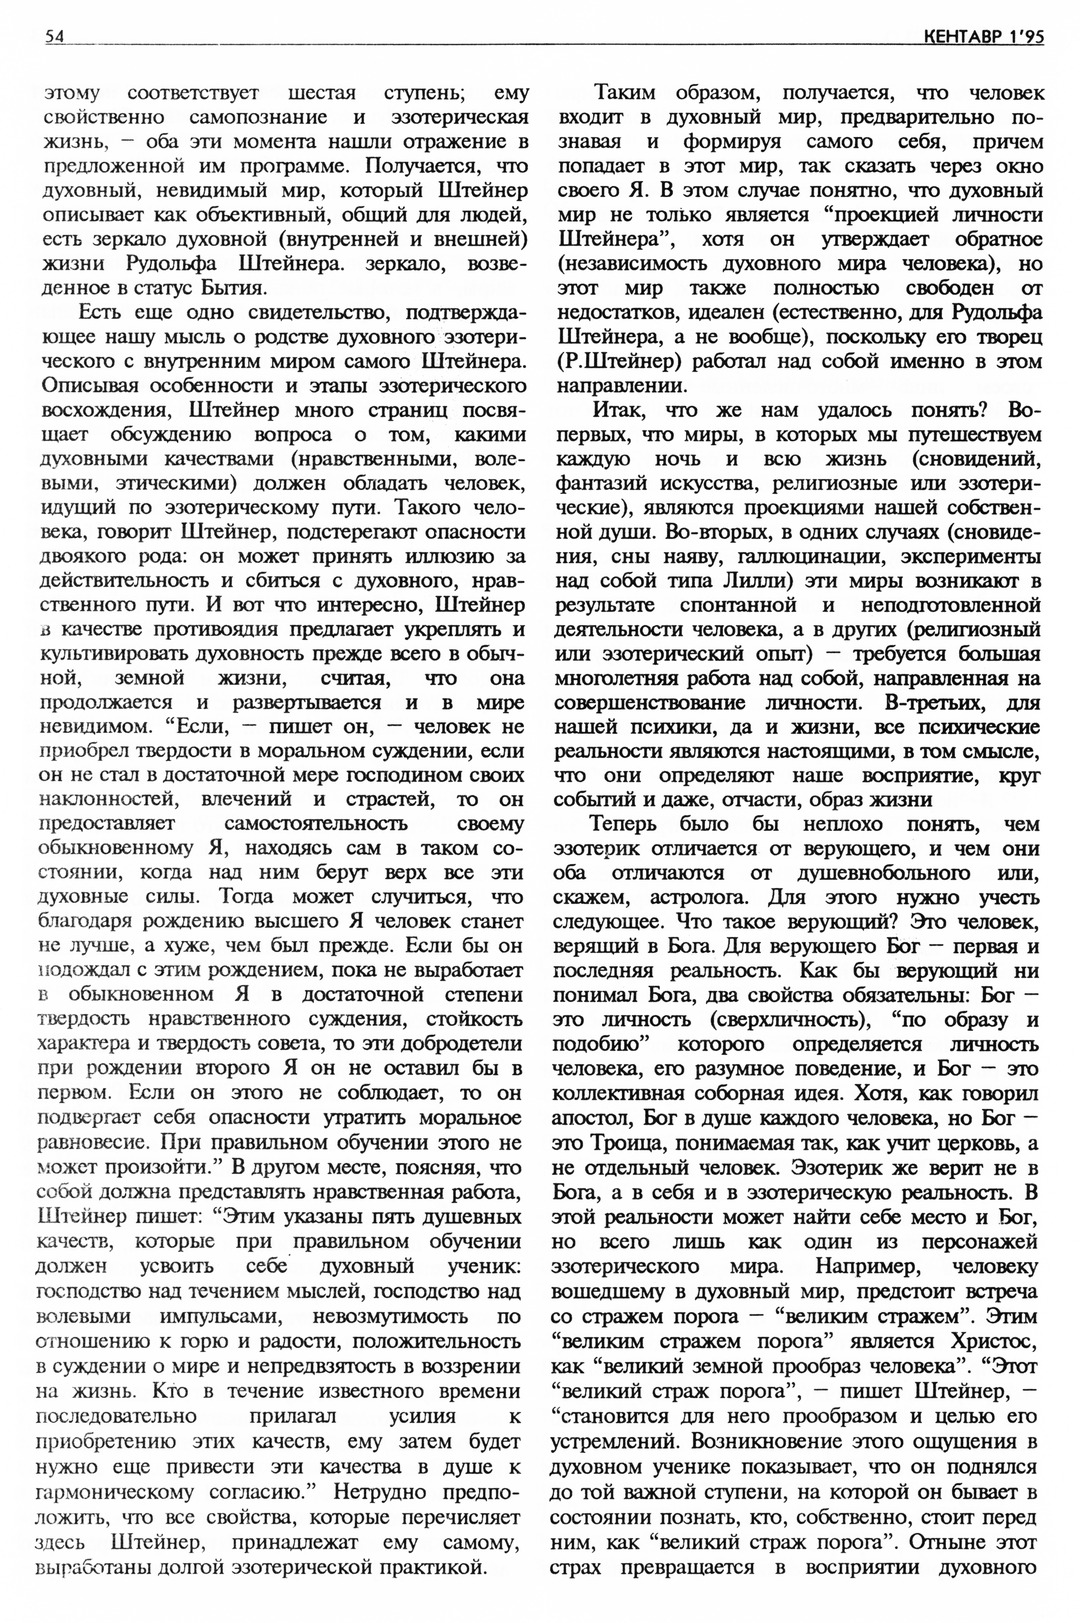 54
КЕНТАВР 1’95
этому соответствует шестая ступень; ему
свойственно самопознание и эзотерическая
жизнь, — оба эти момента нашли отражение в
предложенной им программе. Получается, что
духовный, невидимый мир, который Штейнер
описывает как объективный, общий для людей,
есть зеркало духовной (внутренней и внешней)
жизни Рудольфа Штейнера. зеркало, возве-
денное в статус Бытия.
Есть еще одно свидетельство, подтвержда-
ющее нашу мысль о родстве духовного эзотери-
ческого с внутренним миром самого Штейнера.
Описывая особенности и этапы эзотерического
восхождения, Штейнер много страниц посвя-
щает обсуждению вопроса о том, какими
духовными качествами (нравственными, воле-
выми, этическими) должен обладать человек,
идущий по эзотерическому пути. Такого чело-
века, говорит Штейнер, подстерегают опасности
двоякого рода: он может принять иллюзию за
действительность и сбиться с духовного, нрав-
ственного пути. И вот что интересно, Штейнер
в качестве противоядия предлагает укреплять и
культивировать духовность прежде всего в обыч-
ной, земной жизни, считая, что она
продолжается и развертывается и в мире
невидимом. “Если, — пишет он, — человек не
приобрел твердости в моральном суждении, если
он не стал в достаточной мере господином своих
наклонностей, влечений и страстей, то он
предоставляет самостоятельность своему
обыкновенному Я, находясь сам в таком со-
стоянии, когда над ним берут верх все эти
духовные силы. Тогда может случиться, что
благодаря рождению высшего Я человек станет
не лучше, а хуже, чем был прежде. Если бы он
подождал с этим рождением, пока не выработает
в обыкновенном Я в достаточной степени
твердость нравственного суждения, стойкость
характера и твердость совета, то эти добродетели
при рождении второго Я он не оставил бы в
первом. Если он этого не соблюдает, то он
подвергает себя опасности утратить моральное
равновесие. При правильном обучении этого не
может произойти.” В другом месте, поясняя, что
собой должна представлять нравственная работа,
Штейнер пишет: “Этим указаны пять душевных
качеств, которые при правильном обучении
должен усвоить себе духовный ученик:
господство над течением мыслей, господство над
волевыми импульсами, невозмутимость по
отношению к горю и радости, положительность
в суждении о мире и непредвзятость в воззрении
на жизнь. Кто в течение известного времени
последовательно прилагал усилия к
приобретению этих качеств, ему затем будет
нужно еще привести эти качества в душе к
гармоническому согласию.” Нетрудно предпо-
ложить, что все свойства, которые перечисляет
здесь Штейнер, принадлежат ему самому,
выработаны долгой эзотерической практикой.
Таким образом, получается, что человек
входит в духовный мир, предварительно по-
знавая и формируя самого себя, причем
попадает в этот мир, так сказать через окно
своего Я. В этом случае понятно, что духовный
мир не только является “проекцией личности
Штейнера”, хотя он утверждает обратное
(независимость духовного мира человека), но
этот мир также полностью свободен от
недостатков, идеален (естественно, для Рудольфа
Штейнера, а не вообще), поскольку его творец
(Р.Штейнер) работал над собой именно в этом
направлении.
Итак, что же нам удалось понять? Во-
первых, что миры, в которых мы путешествуем
каждую ночь и всю жизнь (сновидений,
фантазий искусства, религиозные или эзотери-
ческие), являются проекциями нашей собствен-
ной души. Во-вторых, в одних случаях (сновиде-
ния, сны наяву, галлюцинации, эксперименты
над собой типа Лилли) эти миры возникают в
результате спонтанной и неподготовленной
деятельности человека, а в других (религиозный
или эзотерический опыт) — требуется большая
многолетняя работа над собой, направленная на
совершенствование личности. В-третьих, для
нашей психики, да и жизни, все психические
реальности являются настоящими, в том смысле,
что они определяют наше восприятие, круг
событий и даже, отчасти, образ жизни
Теперь было бы неплохо понять, чем
эзотерик отличается от верующего, и чем они
оба отличаются от душевнобольного или,
скажем, астролога. Для этого нужно учесть
следующее. Что такое верующий? Это человек,
верящий в Бога. Для верующего Бог — первая и
последняя реальность. Как бы верующий ни
понимал Бога, два свойства обязательны: Бог —
это личность (сверхличность), “по образу и
подобию” которого определяется личность
человека, его разумное поведение, и Бог — это
коллективная соборная идея. Хотя, как говорил
апостол, Бог в душе каждого человека, но Бог —
это Троица, понимаемая так, как учит церковь, а
не отдельный человек. Эзотерик же верит не в
Бога, а в себя и в эзотерическую реальность. В
этой реальности может найти себе место и Бог,
но всего лишь как один из персонажей
эзотерического мира. Например, человеку
вошедшему в духовный мир, предстоит встреча
со стражем порога — “великим стражем”. Этим
“великим стражем порога” является Христос,
как “великий земной прообраз человека”. “Этот
“великий страж порога”, — пишет Штейнер, —
“становится для него прообразом и целью его
устремлений. Возникновение этого ощущения в
духовном ученике показывает, что он поднялся
до той важной ступени, на которой он бывает в
состоянии познать, кто, собственно, стоит перед
ним, как “великий страж порога”. Отныне этот
страх превращается в восприятии духовного